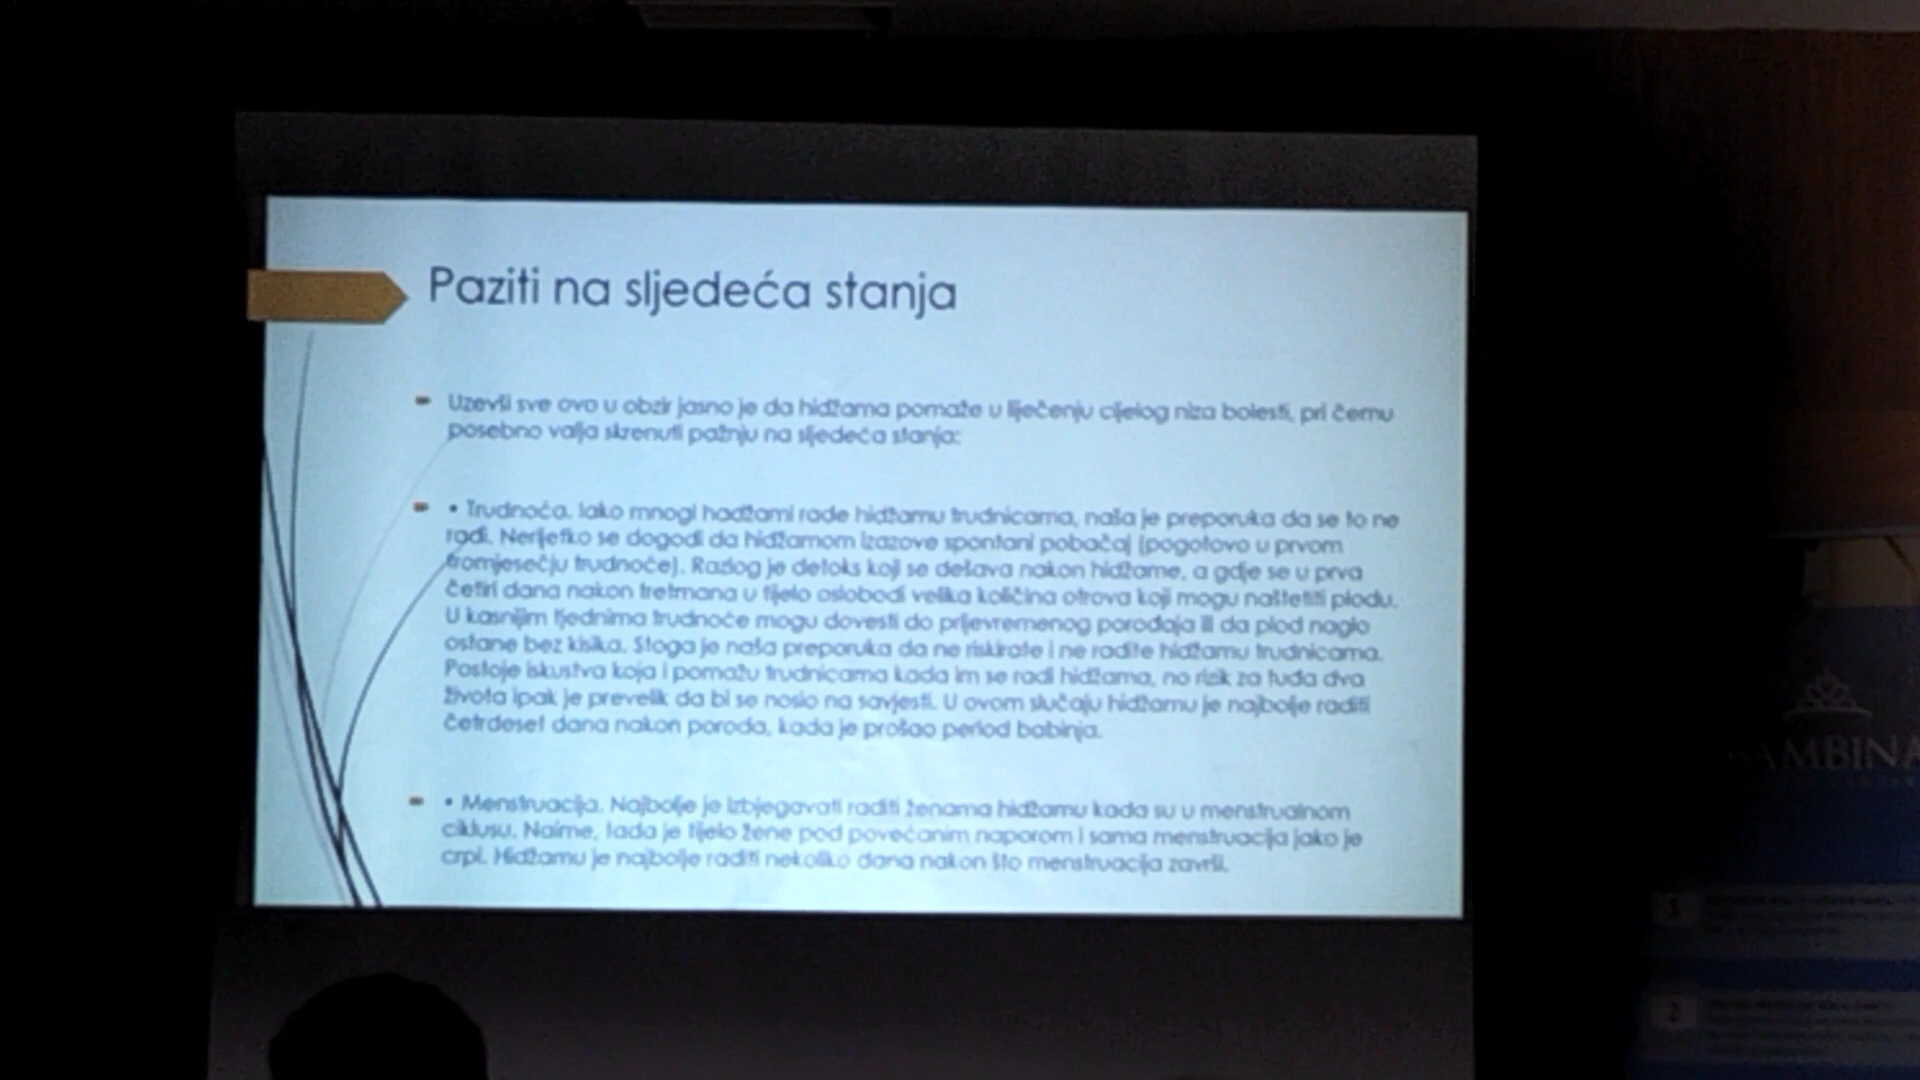 Paziti na sljedeća stanja
Uzevši sve ovo u obzir jasno je da hidžama pomaže u liječenju cijelog niza bolesti, pri čemu
posebno valja skrenuti pažnju na sljedeća stanja:
• Trudnoća. Iako mnogi hadžami rade hidžamu trudnicama, naša je preporuka da se to ne
radi. Nerijetko se dogodi da hidžamom izazove spontani pobačaj (pogotovo u prvom
tromjesečju trudnoće). Razlog je detoks koji se dešava nakon hidžame, a gdje se u prva
četiri dana nakon tretmana u tijelo oslobodi velika količina otrova koji mogu naštetiti plodu.
U kasnijim tjednima trudnoće mogu dovesti do prijevremenog porođaja ili da plod naglo
ostane bez kisika. Stoga je naša preporuka da ne riskirate i ne radite hidžamu trudnicama.
Postoje iskustva koja i pomažu trudnicama kada im se radi hidžama, no rizik za tuđa dva
života ipak je prevelik da bi se nosio na savjesti. U ovom slučaju hidžamu je najbolje raditi
četrdeset dana nakon poroda, kada je prošao period babinja.
• Menstruacija. Najbolje je izbjegavati raditi ženama hidžamu kada su u menstrualnom
ciklusu. Naime, tada je tijelo žene pod povećanim naporom i sama menstruacija jako je
crpi. Hidžamu je najbolje raditi nekoliko dana nakon što menstruacija završi.
AMBINA
1
2